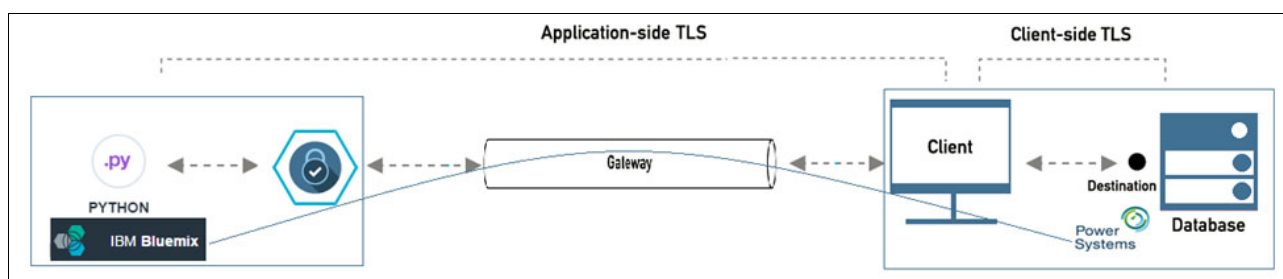 Application-side TLS
Client-side TLS
.py
PYTHON
IBM Bluemix
Gateway
Client
Destination
Power
Systems
Database